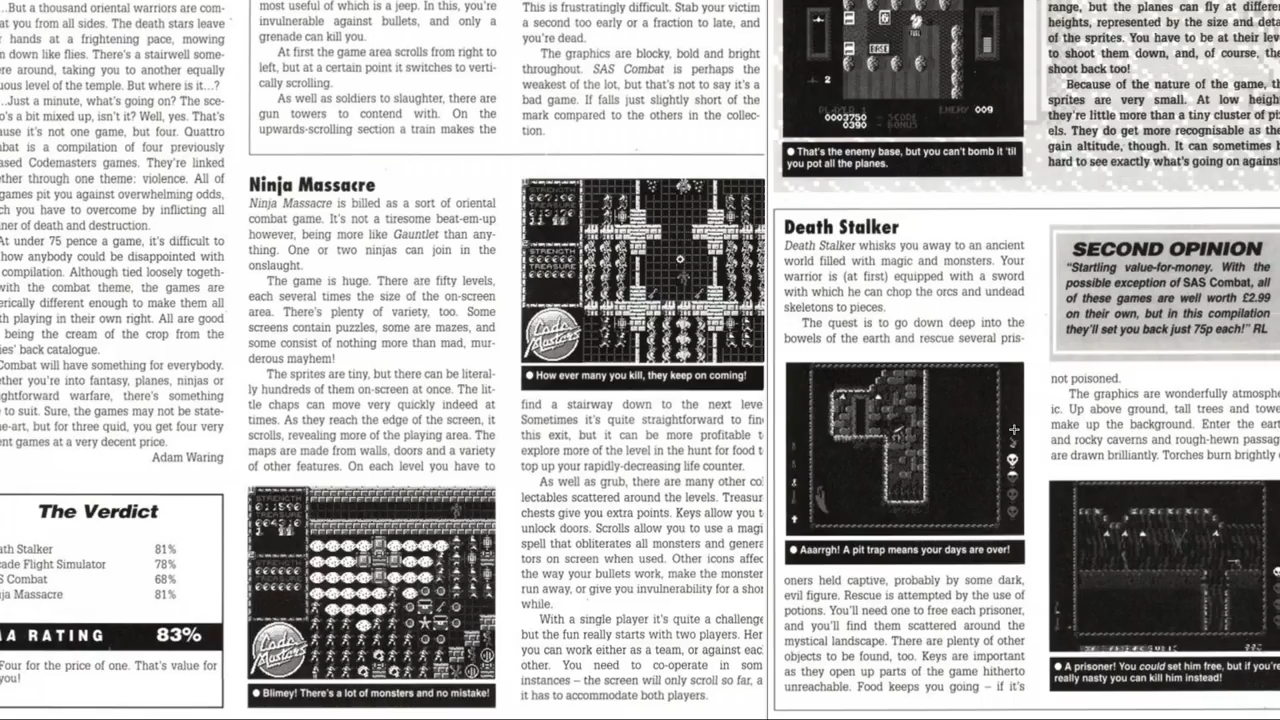 ...But a thousand oriental warriors are com-
all sides. The death stars leave
hands at a frightening pace, mowing
down like flies. There's a stairwell some-
around, taking you to another equally
level of the temple. But where is it...?
...Just a minute, what's going on? The sce-
a bit mixed up, isn't it? Well, yes. That's
it's not one game, but four. Quattro
is a compilation of four previously
Codemasters games. They're linked
through one theme: violence. All of
games pit you against overwhelming odds,
you have to overcome by inflicting all
of death and destruction.
At under 75 pence a game, it's difficult to
how anybody could be disappointed with
compilation. Although tied loosely togeth-
with the combat theme, the games are
different enough to make them all
playing in their own right. All are good
being the cream of the crop from the
back catalogue.
Combat will have something for everybody.
you're into fantasy, planes, ninjas or
warfare, there's something
to suit. Sure, the games may not be state-
but for three quid, you get four very
games at a very decent price.
Adam Waring
The Verdict
Stalker 81%
Flight Simulator 78%
Combat 68%
Massacre 81%
RATING 83%
Four for the price of one. That's value for
you!
most useful of which is a jeep. In this, you're
invulnerable against bullets, and only a
grenade can kill you.
At first the game area scrolls from right to
left, but at a certain point it switches to verti-
cally scrolling.
As well as soldiers to slaughter, there are
gun towers to contend with. On the
upwards-scrolling section a train makes the
This is frustratingly difficult. Stab your victim
a second too early or a fraction to late, and
you're dead.
The graphics are blocky, bold and bright
throughout. SAS Combat is perhaps the
weakest of the lot, but that's not to say it's a
bad game. If falls just slightly short of the
mark compared to the others in the collec-
tion.
Ninja Massacre
Ninja Massacre is billed as a sort of oriental
combat game. It's not a tiresome beat-em-up
however, being more like Gauntlet than any-
thing. One or two ninjas can join in the
onslaught.
The game is huge. There are fifty levels,
each several times the size of the on-screen
area. There's plenty of variety, too. Some
screens contain puzzles, some are mazes, and
some consist of nothing more than mad, mur-
derous mayhem!
The sprites are tiny, but there can be literal-
ly hundreds of them on-screen at once. The lit-
tle chaps can move very quickly indeed at
times. As they reach the edge of the screen, it
scrolls, revealing more of the playing area. The
maps are made from walls, doors and a variety
of other features. On each level you have to
STRENGTH
TREASURE
STRENGTH
TREASURE
Code Masters
● Blimey! There's a lot of monsters and no mistake!
STRENGTH
TREASURE
STRENGTH
TREASURE
Code Masters
● How ever many you kill, they keep on coming!
find a stairway down to the next
Sometimes it's quite straightforward to
this exit, but it can be more profitable
explore more of the level in the hunt for food
top up your rapidly-decreasing life counter.
As well as grub, there are many other
lectables scattered around the levels.
chests give you extra points. Keys allow you
unlock doors. Scrolls allow you to use a
spell that obliterates all monsters and
tors on screen when used. Other icons
the way your bullets work, make the
run away, or give you invulnerability for a
while.
With a single player it's quite a
but the fun really starts with two players.
you can work either as a team, or against
other. You need to co-operate in
instances – the screen will only scroll so far,
it has to accommodate both players.
BASE
FUEL
2
PLAYER 1 ENEMY 009
0003750 - SCORE
0390 - BONUS
● That's the enemy base, but you can't bomb it 'til
you pot all the planes.
range, but the planes can fly at
heights, represented by the size and
of the sprites. You have to be at their
to shoot them down, and, of course,
shoot back too!
Because of the nature of the game,
sprites are very small. At low
they're little more than a tiny cluster of
els. They do get more recognisable as
gain altitude, though. It can sometimes
hard to see exactly what's going on
Death Stalker
Death Stalker whisks you away to an ancient
world filled with magic and monsters. Your
warrior is (at first) equipped with a sword
with which he can chop the orcs and undead
skeletons to pieces.
The quest is to go down deep into the
bowels of the earth and rescue several pris-
● Aaarrgh! A pit trap means your days are over!
oners held captive, probably by some dark,
evil figure. Rescue is attempted by the use of
potions. You'll need one to free each prisoner,
and you'll find them scattered around the
mystical landscape. There are plenty of other
objects to be found, too. Keys are important
as they open up parts of the game hitherto
unreachable. Food keeps you going – if it's
SECOND OPINION
"Startling value-for-money. With the
possible exception of SAS Combat, all
of these games are well worth £2.99
on their own, but in this compilation
they'll set you back just 75p each!" RL
not poisoned.
The graphics are wonderfully
ic. Up above ground, tall trees and
make up the background. Enter the
and rocky caverns and rough-hewn
are drawn brilliantly. Torches burn brightly
● A prisoner! You could set him free, but if you're
really nasty you can kill him instead!